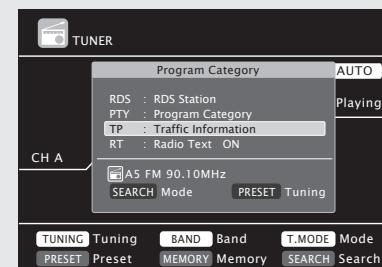 TUNER
Program Category
AUTO
RDS : RDS Station
Playing
PTY : Program Category
TP : Traffic Information
RT : Radio Text ON
CH A
A5 FM 90.10MHz
SEARCH Mode PRESET Tuning
TUNING Tuning BAND Band T.MODE Mode
PRESET Preset MEMORY Memory SEARCH Search